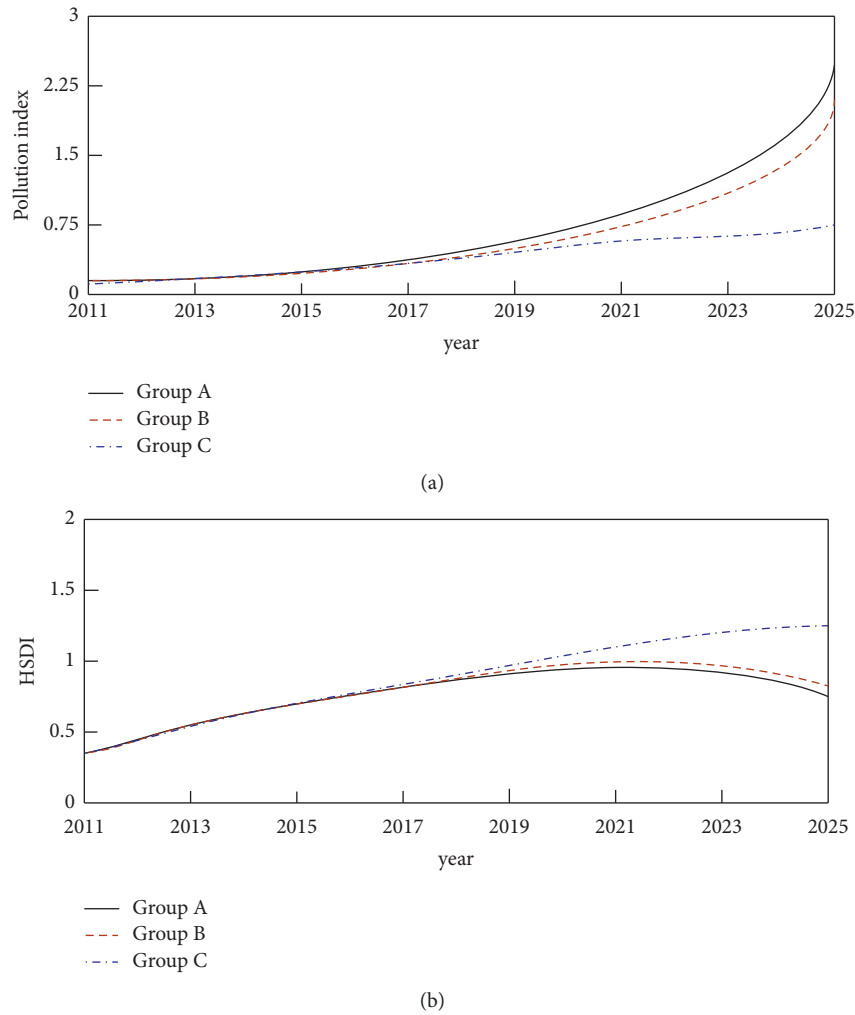 3
2.25
1.5
0.75
0
Pollution index
2011 2013 2015 2017 2019 2021 2023 2025
year
Group A
Group B
Group C
(a)
2
1.5
1
0.5
0
HSDI
2011 2013 2015 2017 2019 2021 2023 2025
year
Group A
Group B
Group C
(b)